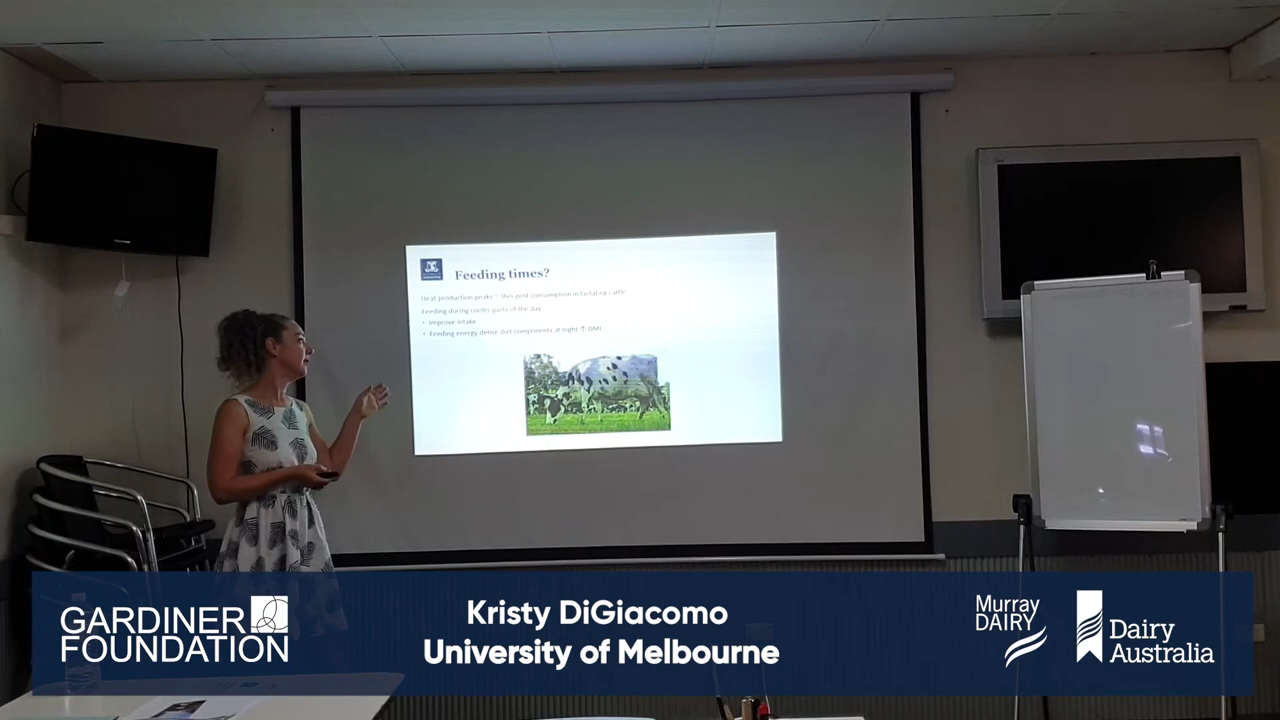 Feeding times?
Heat production peaks ~ 3hrs post consumption in lactating cattle
Feeding during cooler parts of the day
• Improve intake
• Feeding energy dense diet components at night ↑ DMI
GARDINER
FOUNDATION
Kristy DiGiacomo
University of Melbourne
Murray
DAIRY
Dairy
Australia